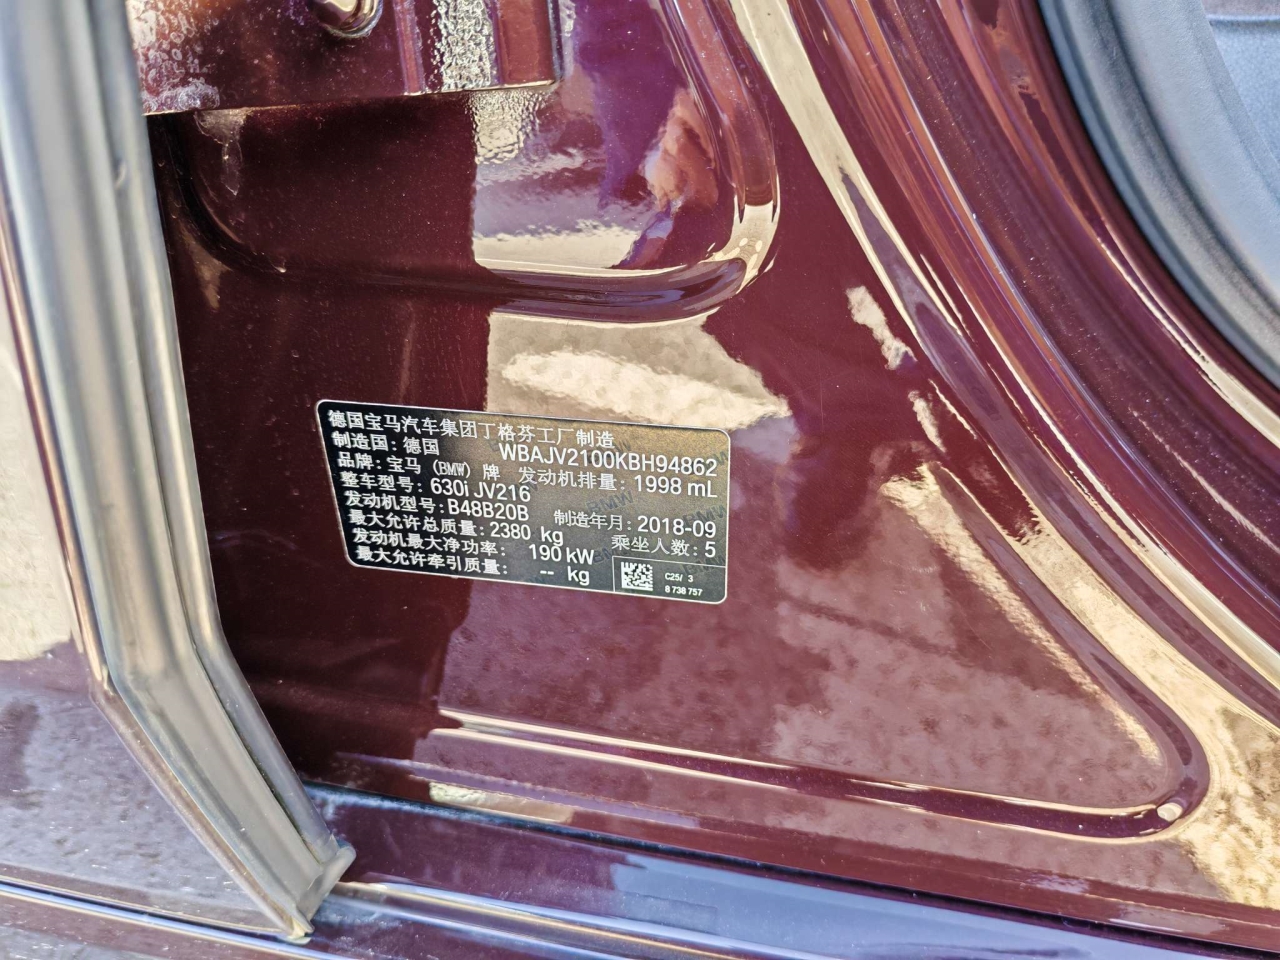 德国宝马汽车集团丁格芬工厂制造
制造国：德国 WBAJV2100KBH94862
品牌：宝马 (BMW) 牌 发动机排量：1998 mL
整车型号：630i JV216
发动机型号：B48B20B 制造年月：2018-09
最大允许总质量：2380 kg 乘坐人数：5
发动机最大净功率： 190 kW
最大允许牵引质量： -- kg
C25/ 3
8 738 757